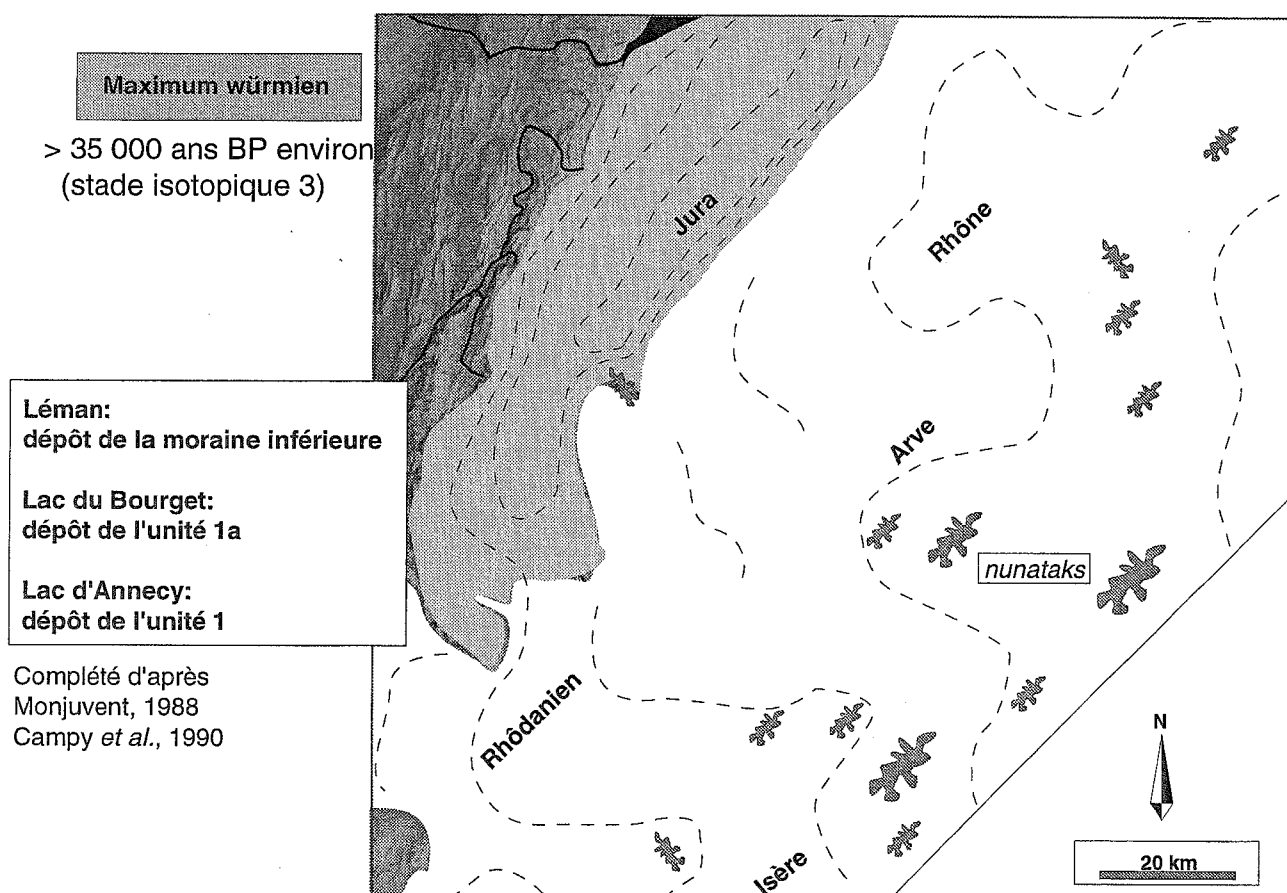 Maximum würmien
> 35 000 ans BP environ
(stade isotopique 3)
Léman:
dépôt de la moraine inférieure
Lac du Bourget:
dépôt de l'unité 1a
Lac d'Annecy:
dépôt de l'unité 1
Complété d'après
Monjuvent, 1988
Campy et al., 1990
Jura
Rhône
Arve
nunataks
Rhôdanien
Isère
N
20 km